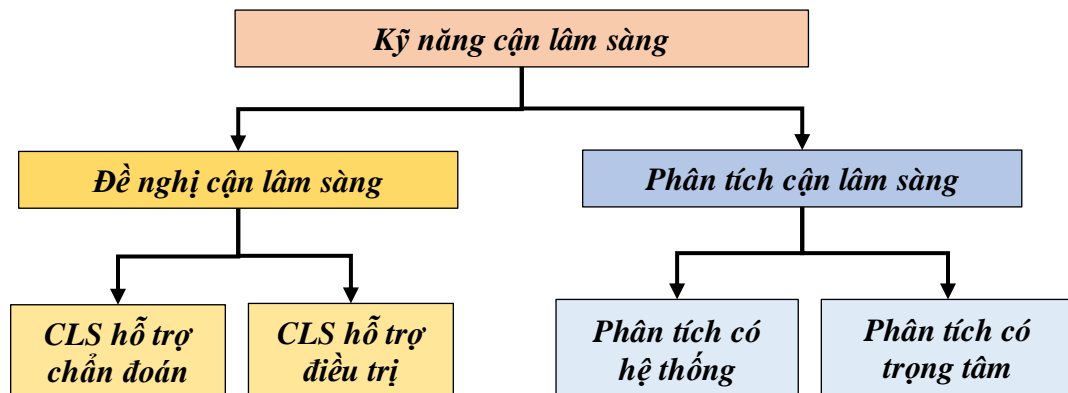 Kỹ năng cận lâm sàng
Đề nghị cận lâm sàng
Phân tích cận lâm sàng
CLS hỗ trợ
chẩn đoán
CLS hỗ trợ
điều trị
Phân tích có
hệ thống
Phân tích có
trọng tâm